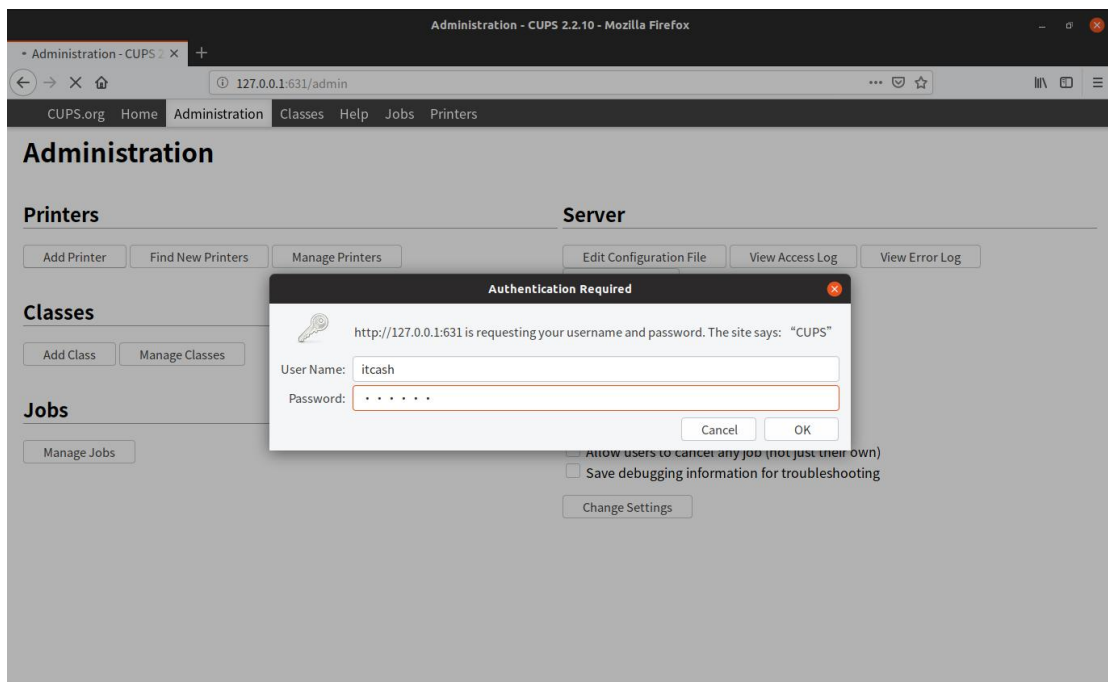 Administration - CUPS 2.2.10 - Mozilla Firefox
Administration - CUPS 2
127.0.0.1:631/admin
CUPS.org Home Administration Classes Help Jobs Printers
Administration
Printers
Add Printer Find New Printers Manage Printers
Classes
Add Class Manage Classes
Jobs
Manage Jobs
Server
Edit Configuration File View Access Log View Error Log
Allow users to cancel any job (not just their own)
Save debugging information for troubleshooting
Change Settings
Authentication Required
http://127.0.0.1:631 is requesting your username and password. The site says: “CUPS”
User Name: itcash
Password: ······
Cancel OK